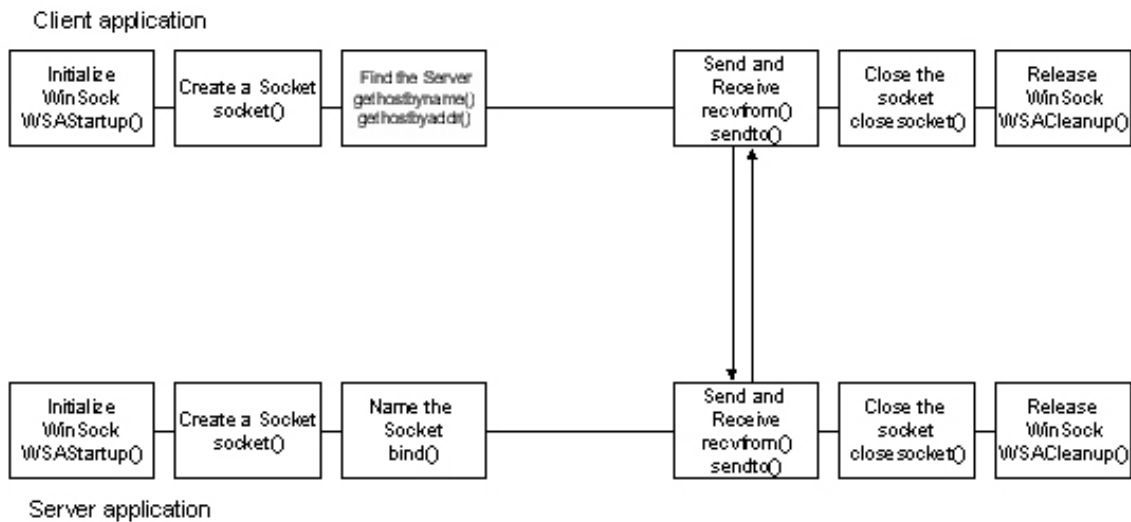 Client application
Initialize
WinSock
WSAStartup()
Create a Socket
socket()
Find the Server
gethostbyname()
gethostbyaddr()
Send and
Receive
recvfrom()
sendto()
Close the
socket
closesocket()
Release
WinSock
WSACleanup()
Initialize
WinSock
WSAStartup()
Create a Socket
socket()
Name the
Socket
bind()
Send and
Receive
recvfrom()
sendto()
Close the
socket
closesocket()
Release
WinSock
WSACleanup()
Server application